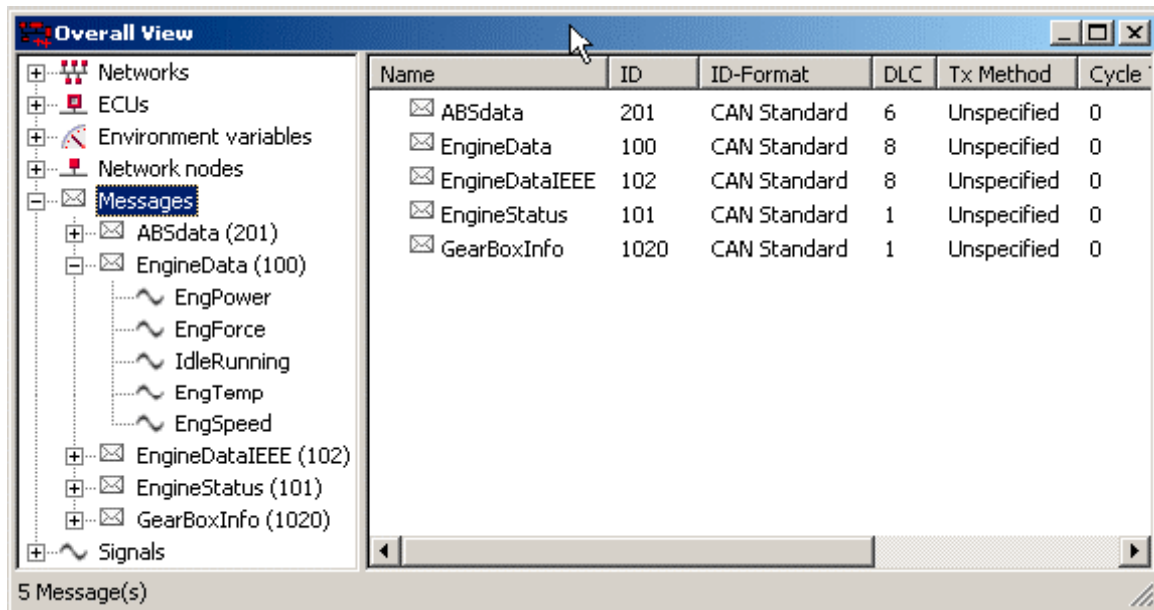 Overall View
Networks
ECUs
Environment variables
Network nodes
Messages
ABSdata (201)
EngineData (100)
EngPower
EngForce
IdleRunning
EngTemp
EngSpeed
EngineDataIEEE (102)
EngineStatus (101)
GearBoxInfo (1020)
Signals
Name ID ID-Format DLC Tx Method Cycle
ABSdata 201 CAN Standard 6 Unspecified 0
EngineData 100 CAN Standard 8 Unspecified 0
EngineDataIEEE 102 CAN Standard 8 Unspecified 0
EngineStatus 101 CAN Standard 1 Unspecified 0
GearBoxInfo 1020 CAN Standard 1 Unspecified 0
5 Message(s)